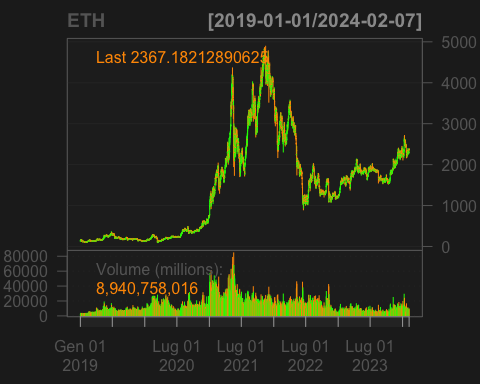 ETH [2019-01-01/2024-02-07]
Last 2367.18212890625
5000
4000
3000
2000
1000
0
80000
60000
40000
20000
0
Volume (millions):
8,940,758,016
Gen 01 Lug 01 Lug 01 Lug 01 Lug 01
2019 2020 2021 2022 2023